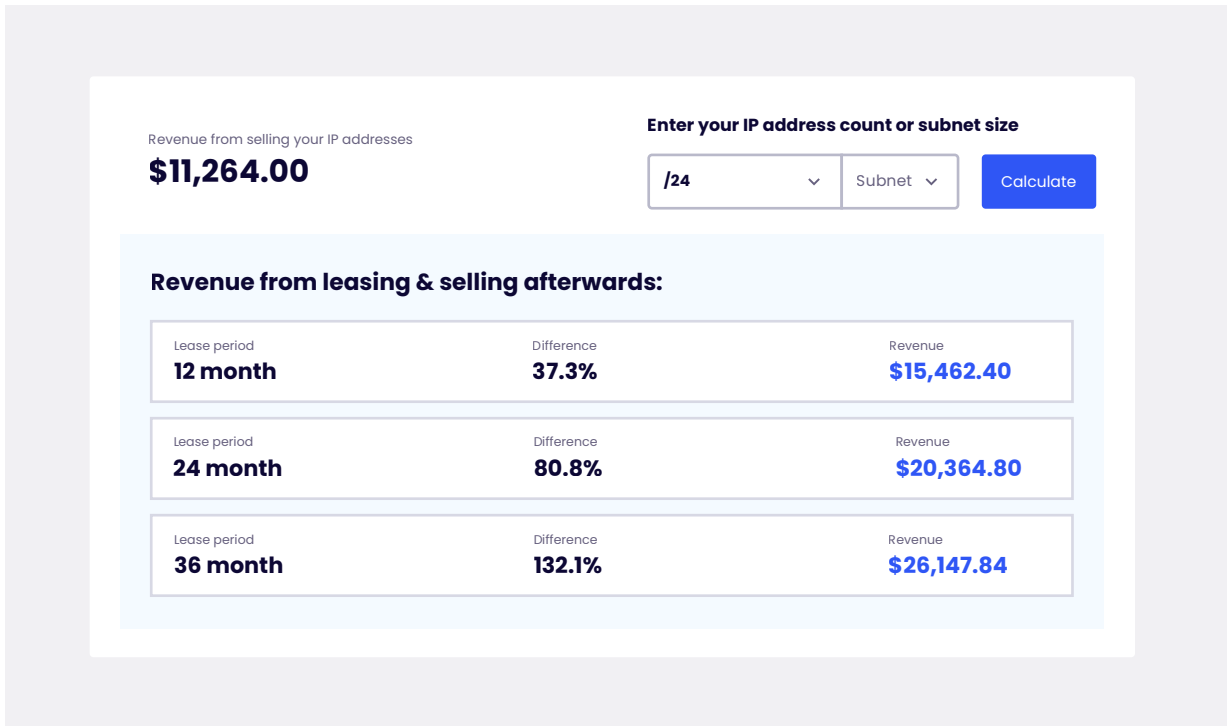 Revenue from selling your IP addresses
$11,264.00
Enter your IP address count or subnet size
/24
Subnet
Calculate
Revenue from leasing & selling afterwards:
Lease period
12 month
Difference
37.3%
Revenue
$15,462.40
Lease period
24 month
Difference
80.8%
Revenue
$20,364.80
Lease period
36 month
Difference
132.1%
Revenue
$26,147.84